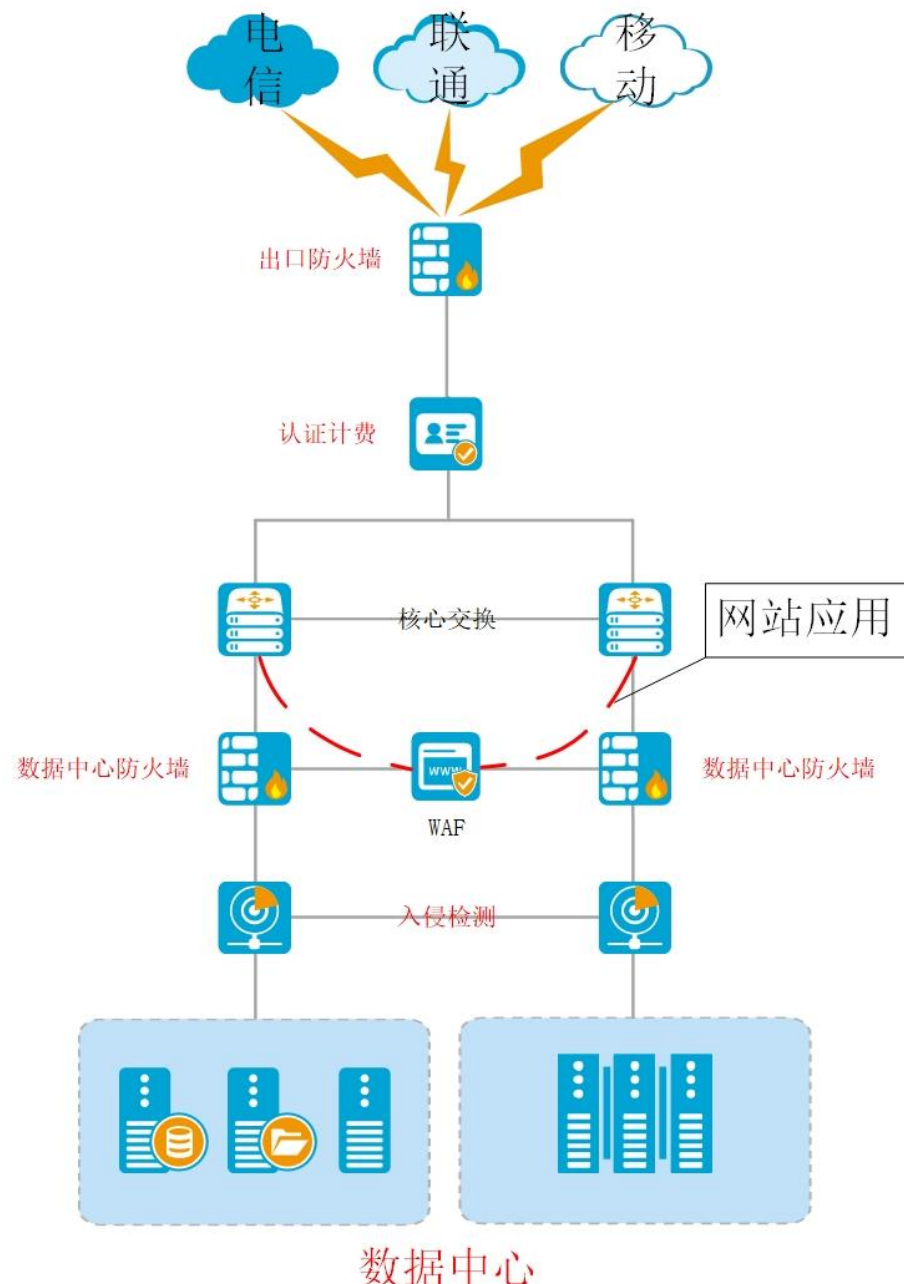 电
信
联
通
移
动
出口防火墙
认证计费
核心交换
网站应用
数据中心防火墙
WWW
数据中心防火墙
WAF
入侵检测
数据中心